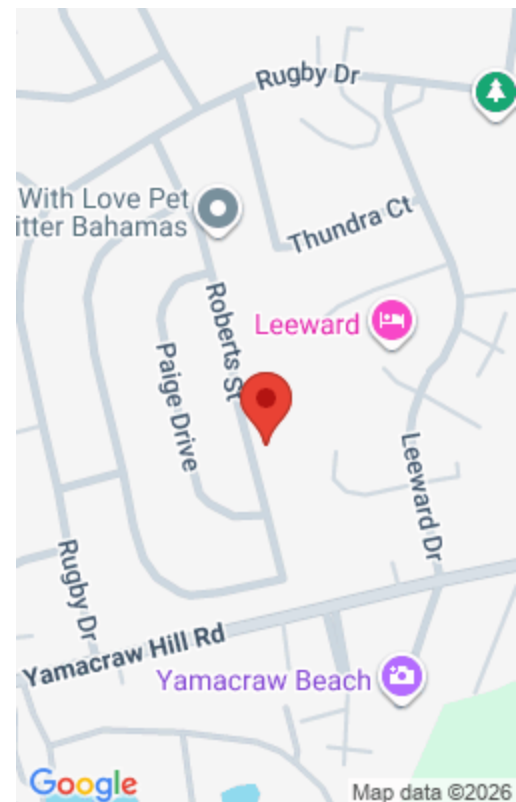 Rugby Dr
With Love Pet
itter Bahamas
Thundra Ct
Roberts St
Leeward
Paige Drive
Leeward Dr
Rugby Dr
Yamacraw Hill Rd
Yamacraw Beach
Google
Map data ©2026